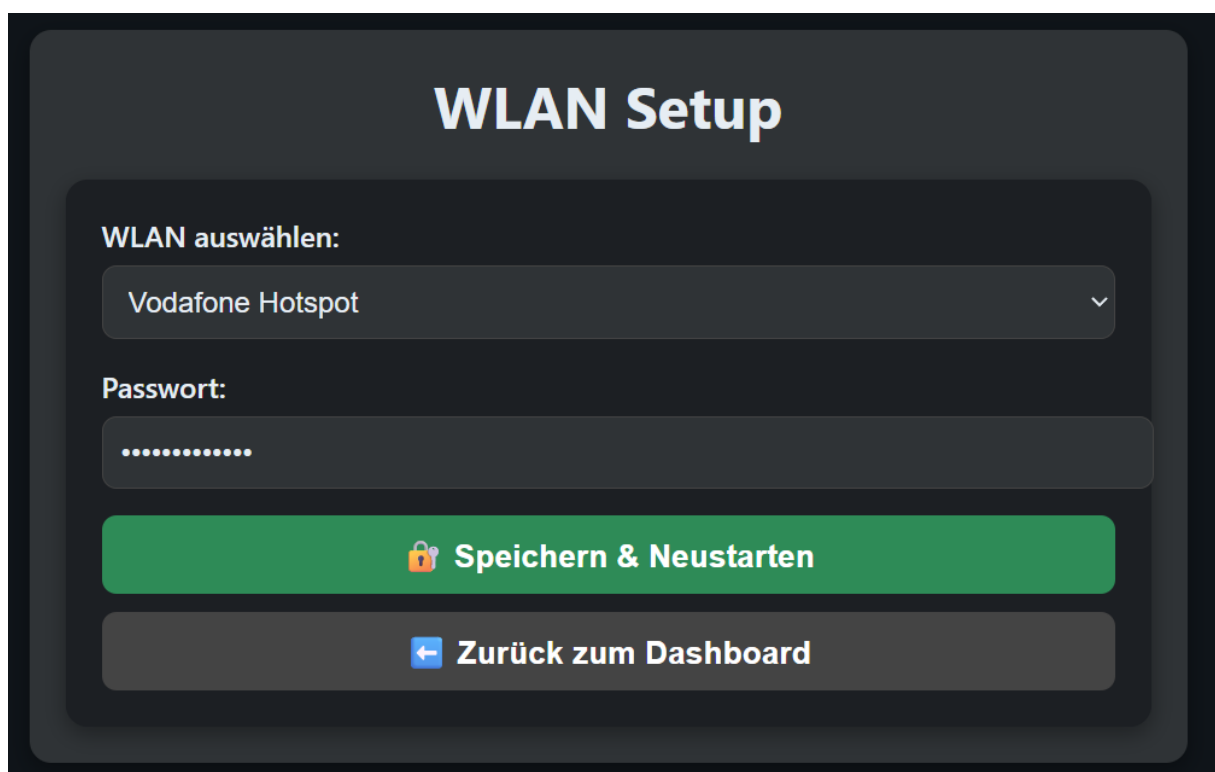 WLAN Setup
WLAN auswählen:
Vodafone Hotspot
Passwort:
•••••••••••••
🔐 Speichern & Neustarten
⬅️ Zurück zum Dashboard